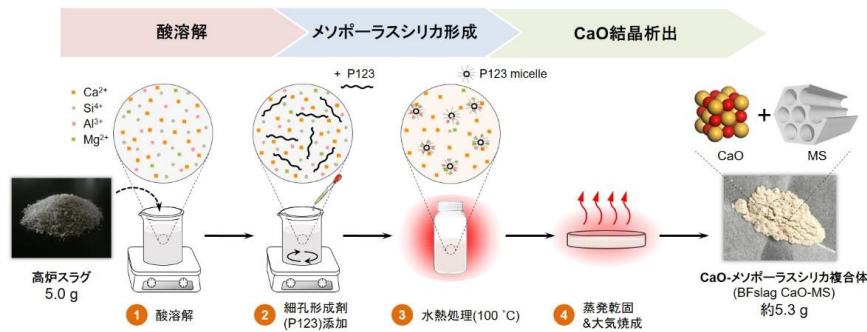 酸溶解
メソポーラスシリカ形成
CaO結晶析出
+ P123
P123 micelle
Ca²⁺
Si⁴⁺
Al³⁺
Mg²⁺
CaO
+
MS
高炉スラグ
5.0 g
1 酸溶解
2 細孔形成剤
(P123)添加
3 水熱処理(100 ˚C)
4 蒸発乾固
&大気焼成
CaO-メソポーラスシリカ複合体
(BFslag CaO-MS)
約5.3 g